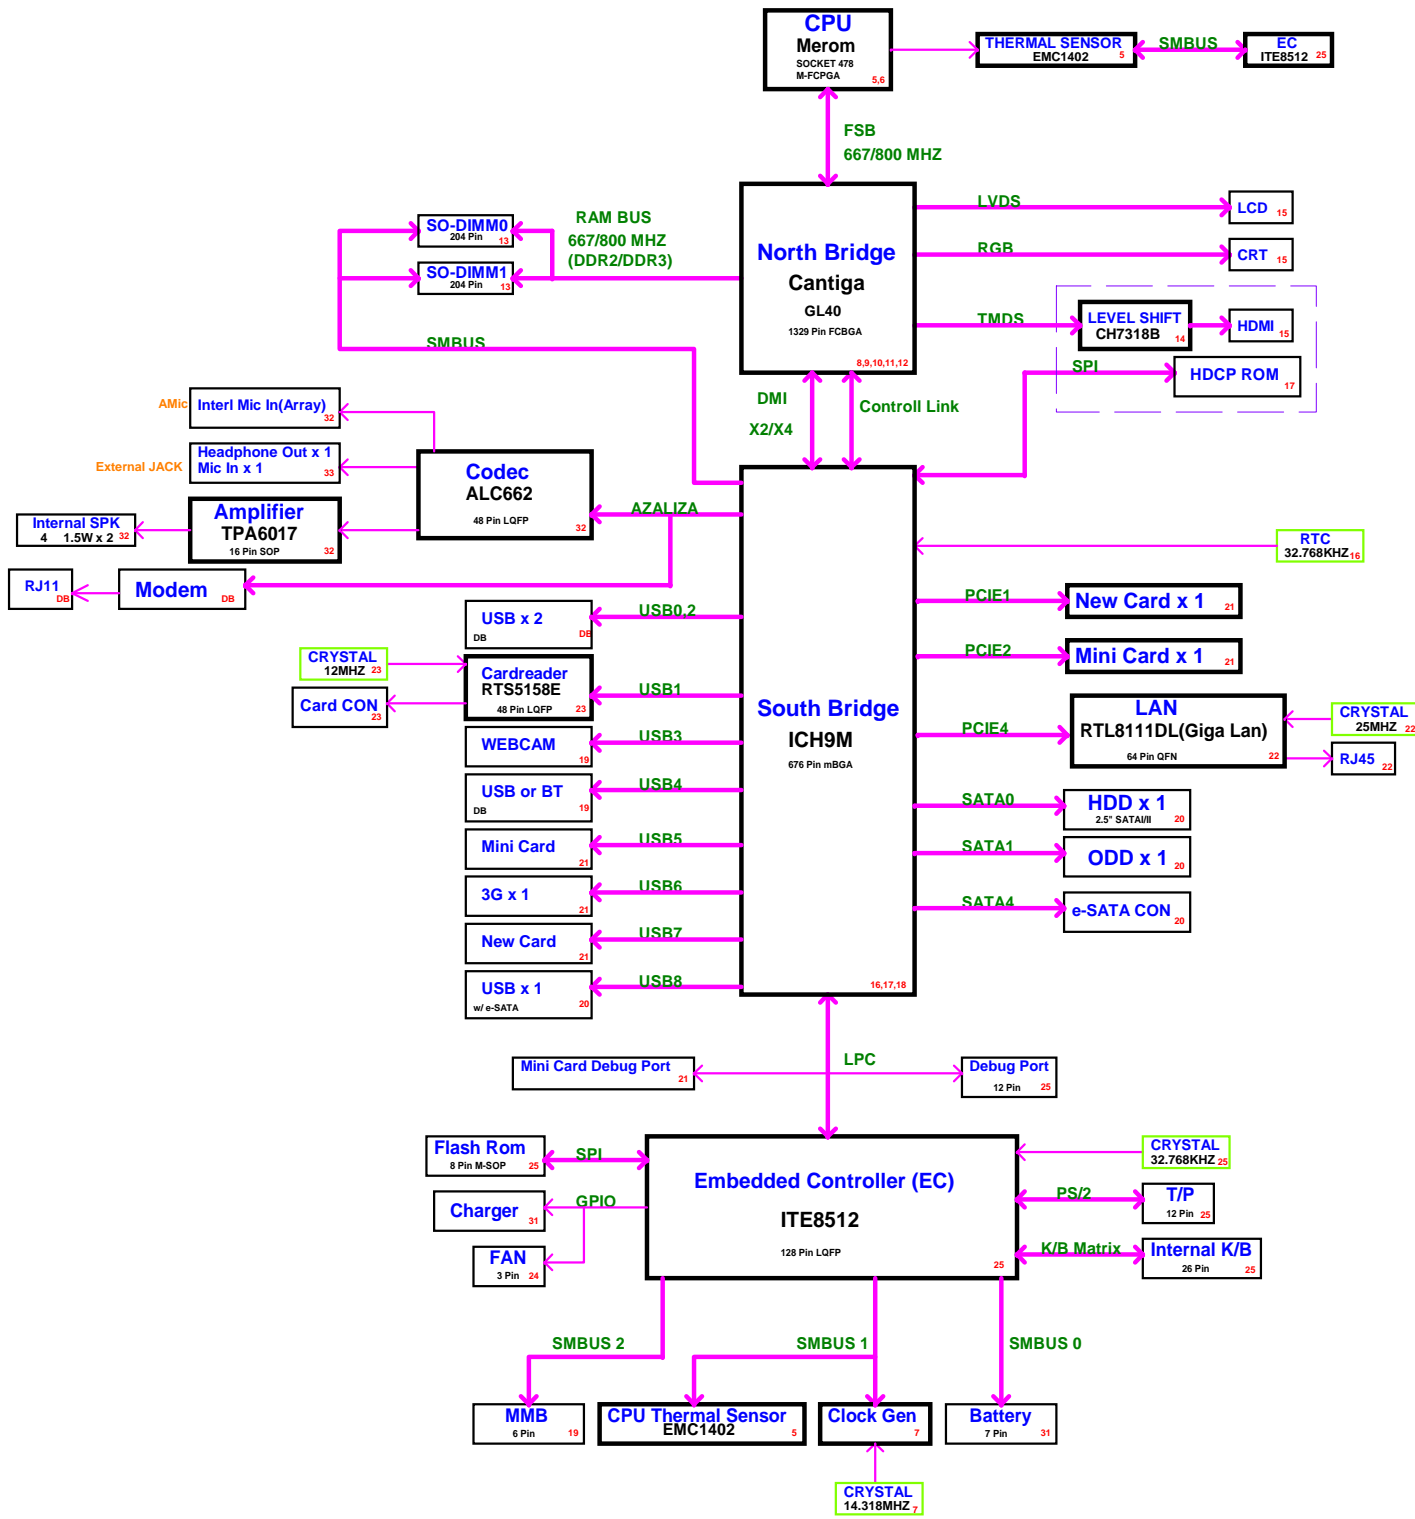 CPU
Merom
SOCKET 478
M-FCPGA
5,6
THERMAL SENSOR
EMC1402
5
SMBUS
EC
ITE8512
25
FSB
667/800 MHZ
SO-DIMM0
204 Pin
13
SO-DIMM1
204 Pin
13
RAM BUS
667/800 MHZ
(DDR2/DDR3)
SMBUS
North Bridge
Cantiga
GL40
1329 Pin FCBGA
8,9,10,11,12
LVDS
LCD
15
RGB
CRT
15
TMDS
LEVEL SHIFT
CH7318B
14
HDMI
15
SPI
HDCP ROM
17
DMI
X2/X4
Controll Link
AMic
Interl Mic In(Array)
32
External JACK
Headphone Out x 1
Mic In x 1
33
Codec
ALC662
48 Pin LQFP
32
Internal SPK
4 1.5W x 2
32
Amplifier
TPA6017
16 Pin SOP
32
AZALIZA
RJ11
DB
Modem
DB
RTC
32.768KHZ
16
South Bridge
ICH9M
676 Pin mBGA
16,17,18
USB x 2
DB
DB
USB0,2
CRYSTAL
12MHZ
23
Card CON
23
Cardreader
RTS5158E
48 Pin LQFP
23
USB1
WEBCAM
19
USB3
USB or BT
DB
19
USB4
Mini Card
21
USB5
3G x 1
21
USB6
New Card
21
USB7
USB x 1
w/ e-SATA
20
USB8
PCIE1
New Card x 1
21
PCIE2
Mini Card x 1
21
PCIE4
LAN
RTL8111DL(Giga Lan)
64 Pin QFN
22
CRYSTAL
25MHZ
22
RJ45
22
SATA0
HDD x 1
2.5" SATAI/II
20
SATA1
ODD x 1
20
SATA4
e-SATA CON
20
Mini Card Debug Port
21
LPC
Debug Port
12 Pin
25
Flash Rom
8 Pin M-SOP
25
SPI
Charger
31
GPIO
FAN
3 Pin
24
Embedded Controller (EC)
ITE8512
128 Pin LQFP
25
CRYSTAL
32.768KHZ
25
PS/2
T/P
12 Pin
25
K/B Matrix
Internal K/B
26 Pin
25
SMBUS 2
SMBUS 1
SMBUS 0
MMB
6 Pin
19
CPU Thermal Sensor
EMC1402
5
Clock Gen
7
Battery
7 Pin
31
CRYSTAL
14.318MHZ
7